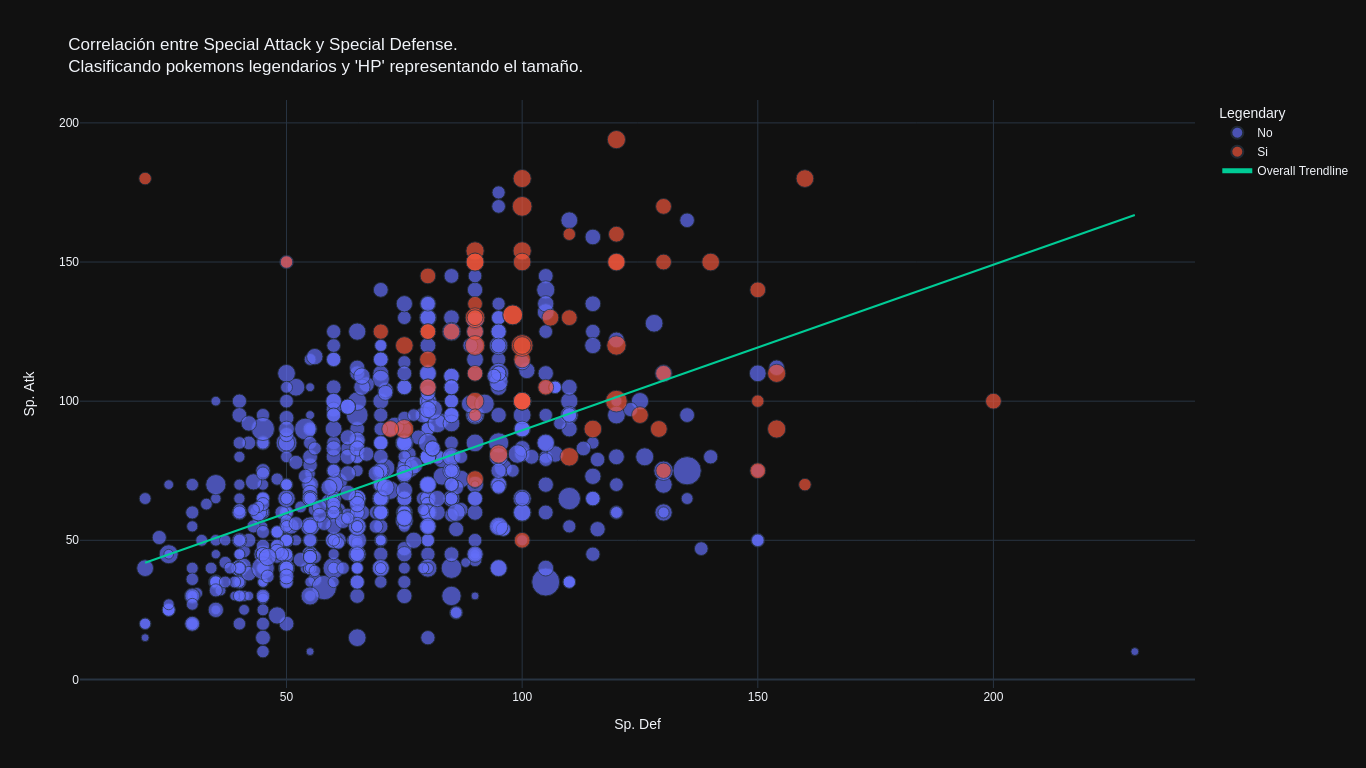 Correlación entre Special Attack y Special Defense.
Clasificando pokemons legendarios y 'HP' representando el tamaño.
Legendary
No
Si
Overall Trendline
Sp. Atk
200
150
100
50
0
50
100
150
200
Sp. Def